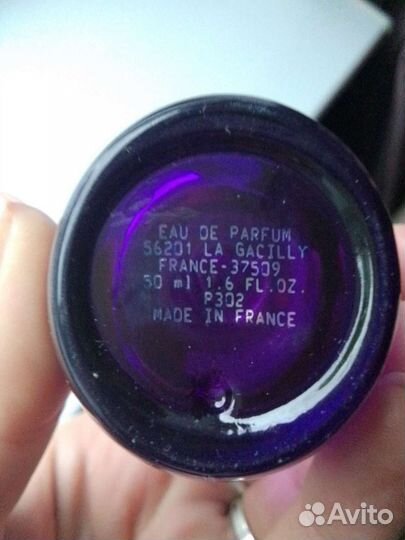 EAU DE PARFUM
56201 LA GACILLY
FRANCE-37509
50 ml 1.6 FL.OZ.
P302
MADE IN FRANCE
Avito